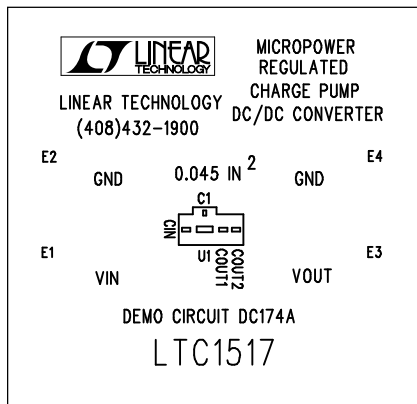 LINEAR
TECHNOLOGY
MICROPOWER
REGULATED
CHARGE PUMP
DC/DC CONVERTER
LINEAR TECHNOLOGY
(408)432-1900
E2
GND
0.045 IN 2
GND
E4
C1
CIN
U1
COUT1
COUT2
E1
VIN
VOUT
E3
DEMO CIRCUIT DC174A
LTC1517